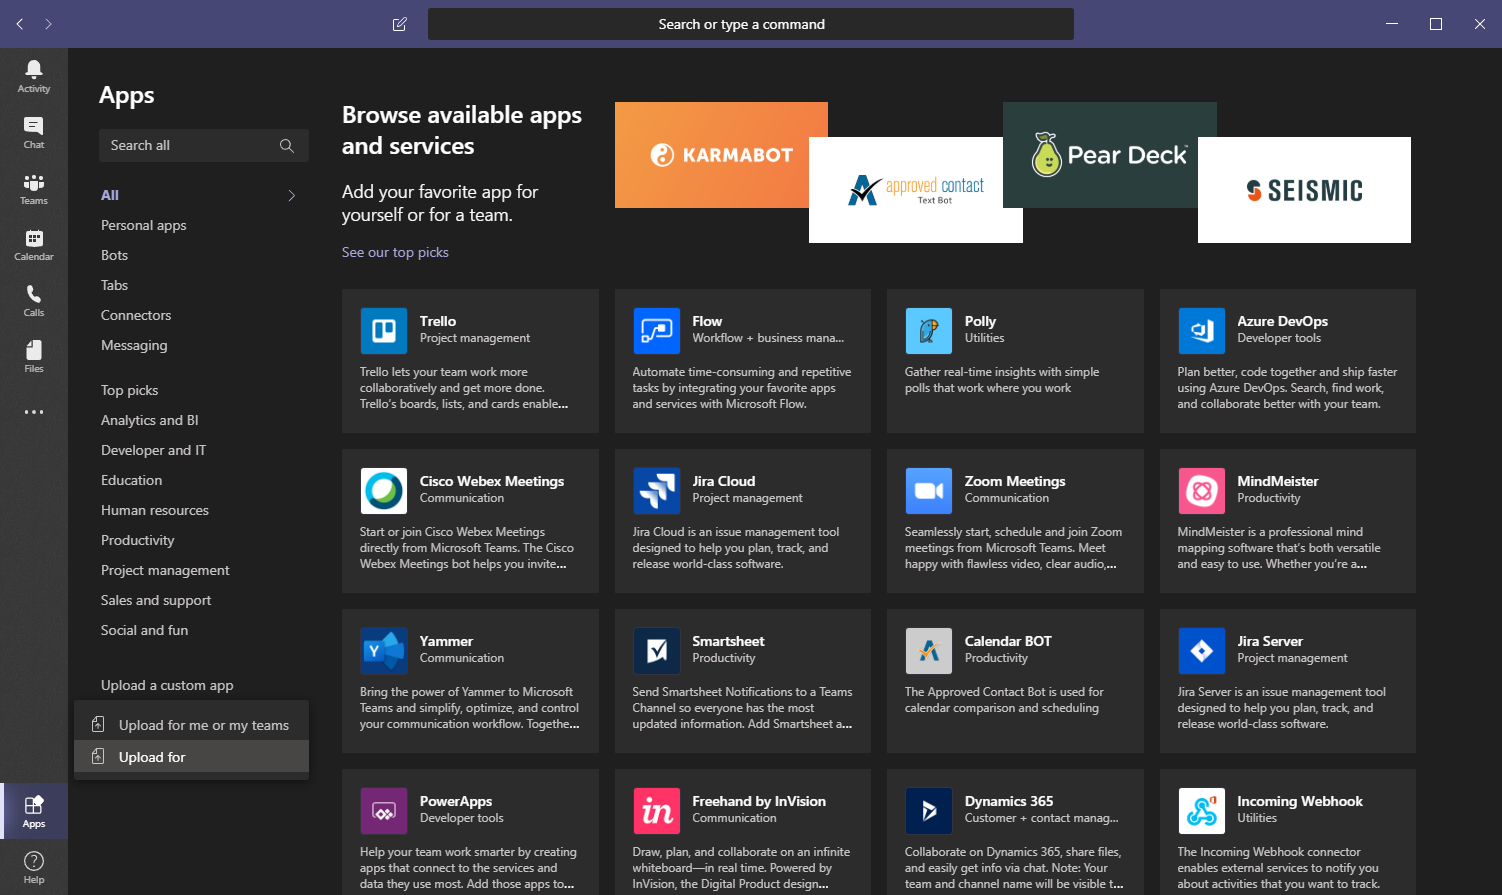 Search or type a command
Activity
Chat
Teams
Calendar
Calls
Files
Apps
Help
Apps
Search all
All
Personal apps
Bots
Tabs
Connectors
Messaging
Top picks
Analytics and BI
Developer and IT
Education
Human resources
Productivity
Project management
Sales and support
Social and fun
Upload a custom app
Upload for me or my teams
Upload for
Browse available apps
and services
Add your favorite app for
yourself or for a team.
See our top picks
KARMABOT
approved contact
Text Bot
Pear Deck™
SEISMIC
Trello
Project management
Trello lets your team work more
collaboratively and get more done.
Trello’s boards, lists, and cards enable...
Flow
Workflow + business mana...
Automate time-consuming and repetitive
tasks by integrating your favorite apps
and services with Microsoft Flow.
Polly
Utilities
Gather real-time insights with simple
polls that work where you work
Azure DevOps
Developer tools
Plan better, code together and ship faster
using Azure DevOps. Search, find work,
and collaborate better with your team.
Cisco Webex Meetings
Communication
Start or join Cisco Webex Meetings
directly from Microsoft Teams. The Cisco
Webex Meetings bot helps you invite...
Jira Cloud
Project management
Jira Cloud is an issue management tool
designed to help you plan, track, and
release world-class software.
Zoom Meetings
Communication
Seamlessly start, schedule and join Zoom
meetings from Microsoft Teams. Meet
happy with flawless video, clear audio,...
MindMeister
Productivity
MindMeister is a professional mind
mapping software that’s both versatile
and easy to use. Whether you’re a...
Yammer
Communication
Bring the power of Yammer to Microsoft
Teams and simplify, optimize, and control
your communication workflow. Togethe...
Smartsheet
Productivity
Send Smartsheet Notifications to a Teams
Channel so everyone has the most
updated information. Add Smartsheet a...
Calendar BOT
Productivity
The Approved Contact Bot is used for
calendar comparison and scheduling
Jira Server
Project management
Jira Server is an issue management tool
designed to help you plan, track, and
release world-class software.
PowerApps
Developer tools
Help your team work smarter by creating
apps that connect to the services and
data they use most. Add those apps to...
in
Freehand by InVision
Communication
Draw, plan, and collaborate on an infinite
whiteboard—in real time. Powered by
InVision, the Digital Product design...
Dynamics 365
Customer + contact manag...
Collaborate on Dynamics 365, share files,
and easily get info via chat. Note: Your
team and channel name will be visible t...
Incoming Webhook
Utilities
The Incoming Webhook connector
enables external services to notify you
about activities that you want to track.